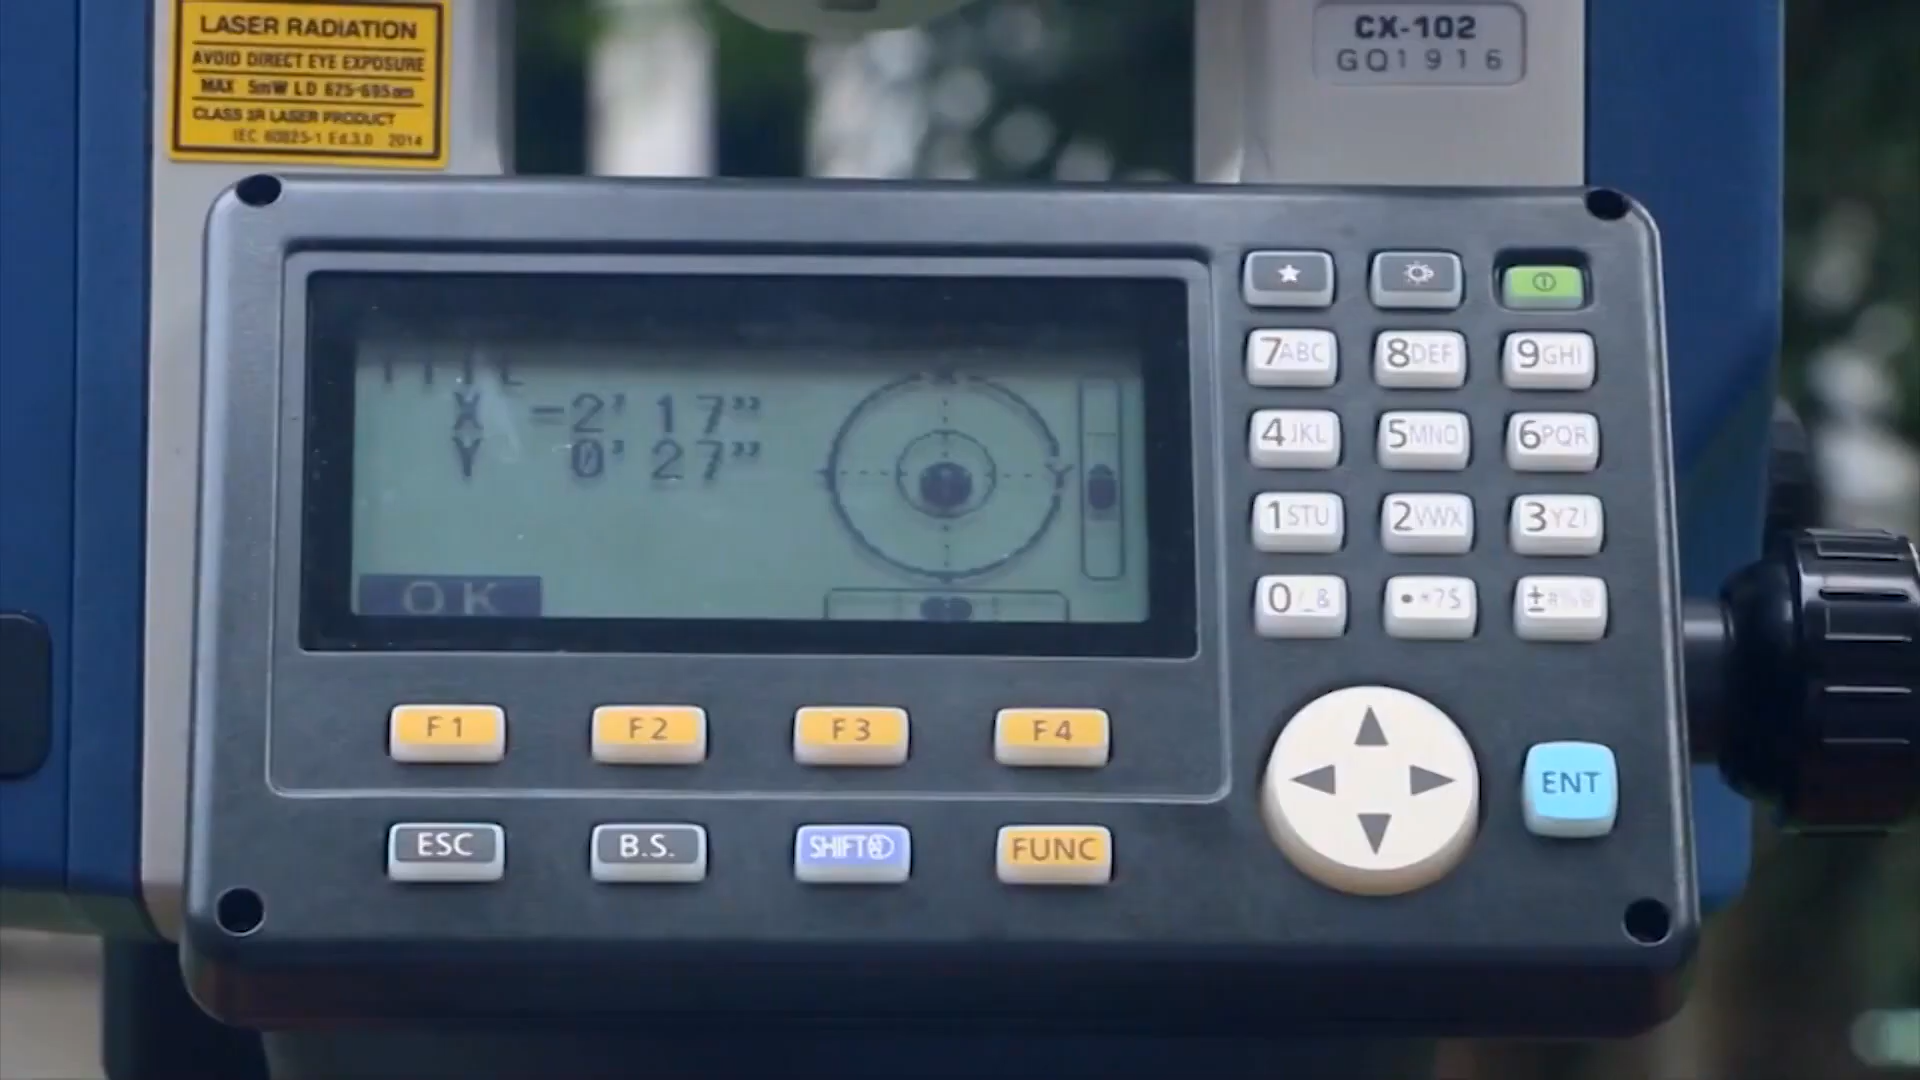 LASER RADIATION
AVOID DIRECT EYE EXPOSURE
MAX 5mW LD 625-695nm
CLASS 3R LASER PRODUCT
IEC 60825-1 Ed.3.0 2014
CX-102
GQ1916
X =2' 17"
Y 0' 27"
X
Y
OK
7ABC 8DEF 9GHI
4JKL 5MNO 6PQR
1STU 2VWX 3YZ
0/_& •*?$ ±#%@
F1 F2 F3 F4
ENT
ESC B.S. SHIFT FUNC